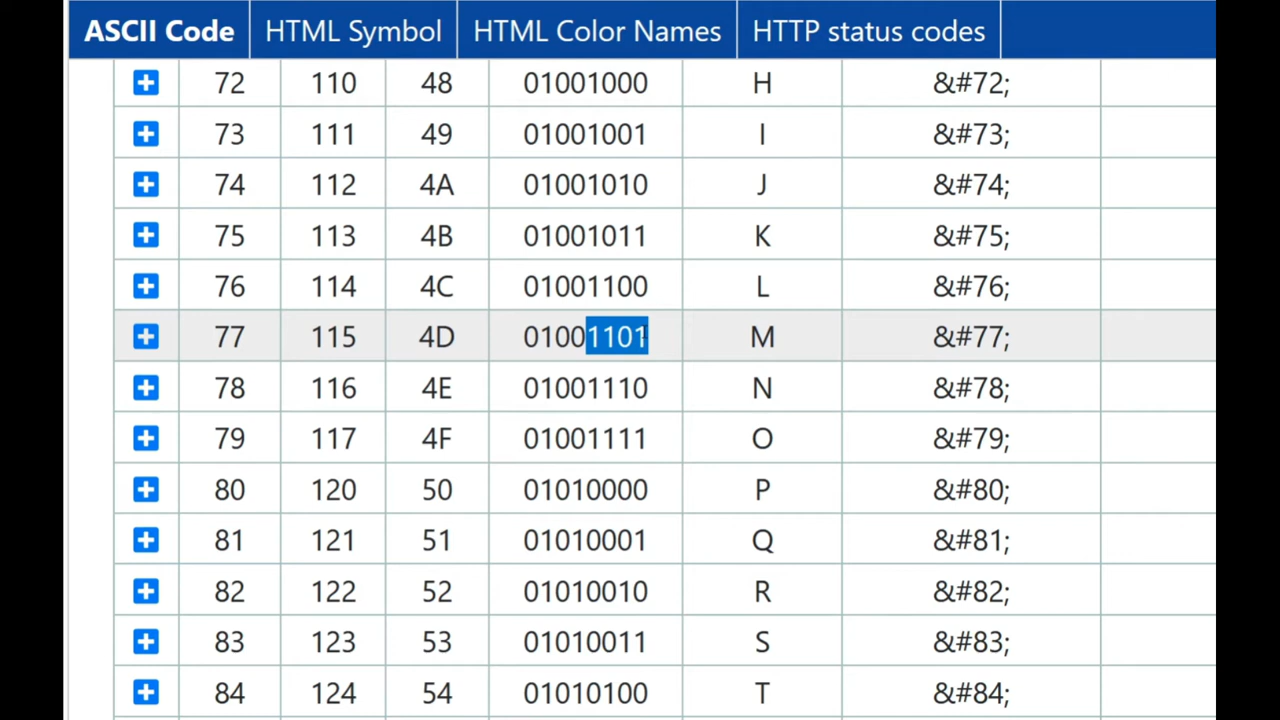 ASCII Code HTML Symbol HTML Color Names HTTP status codes
72 110 48 01001000 H &#72;
73 111 49 01001001 I &#73;
74 112 4A 01001010 J &#74;
75 113 4B 01001011 K &#75;
76 114 4C 01001100 L &#76;
77 115 4D 01001101 M &#77;
78 116 4E 01001110 N &#78;
79 117 4F 01001111 O &#79;
80 120 50 01010000 P &#80;
81 121 51 01010001 Q &#81;
82 122 52 01010010 R &#82;
83 123 53 01010011 S &#83;
84 124 54 01010100 T &#84;